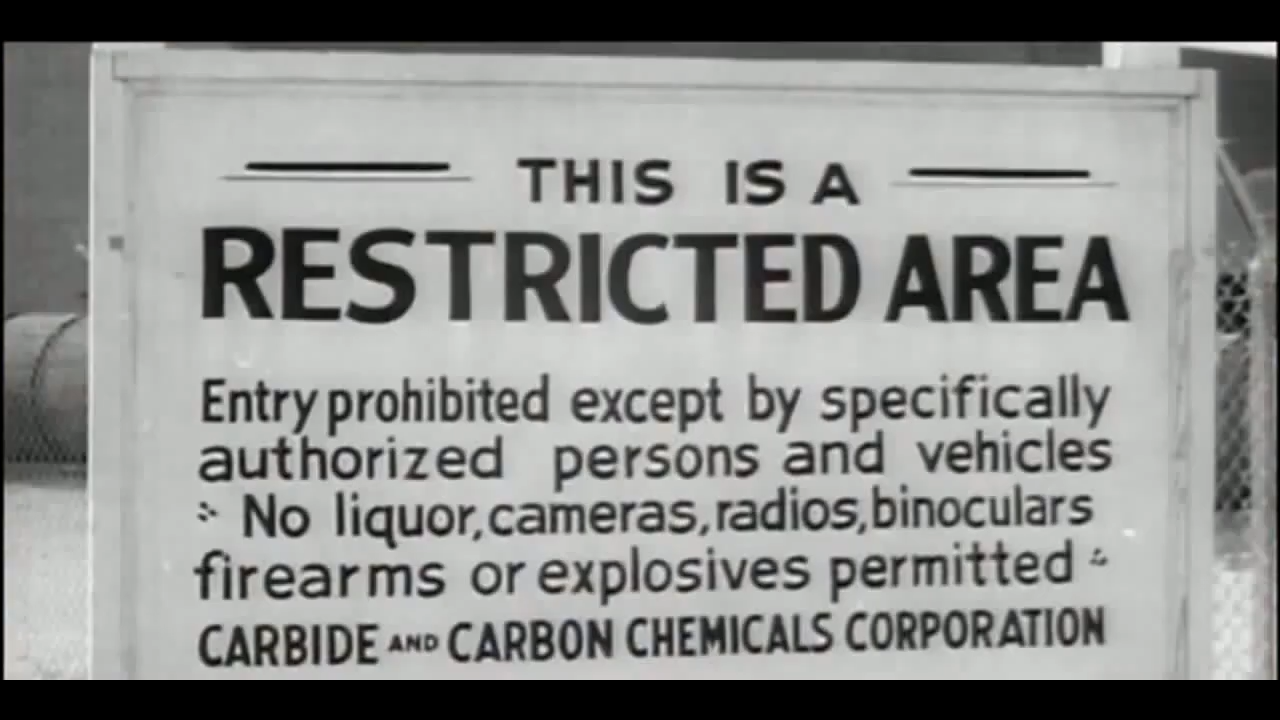 THIS IS A
RESTRICTED AREA
Entry prohibited except by specifically
authorized persons and vehicles
No liquor, cameras, radios, binoculars
firearms or explosives permitted
CARBIDE AND CARBON CHEMICALS CORPORATION